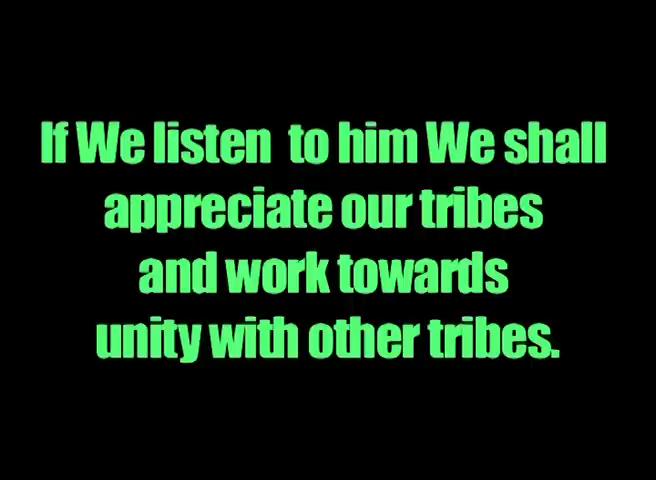 If We listen  to him We shall
appreciate our tribes
and work towards
unity with other tribes.